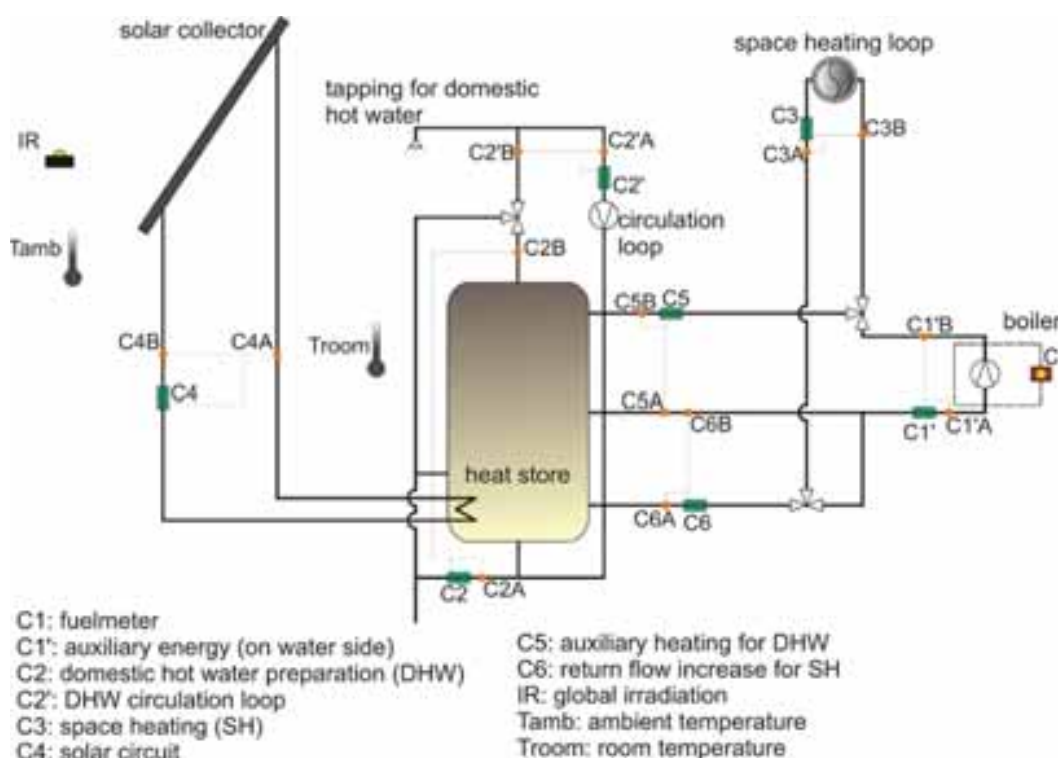 solar collector
space heating loop
tapping for domestic
hot water
IR
C3
C3B
C2'A
C2'B
C3A
C2'
circulation
loop
Tamb
C2B
C5B
C5
C1'B
boiler
C4B
C4A
Troom
C
C4
C5A
C6B
C1'
C1'A
heat store
C6A
C6
C2
C2A
C1: fuelmeter
C1': auxiliary energy (on water side)
C2: domestic hot water preparation (DHW)
C2': DHW circulation loop
C3: space heating (SH)
C4: solar circuit
C5: auxiliary heating for DHW
C6: return flow increase for SH
IR: global irradiation
Tamb: ambient temperature
Troom: room temperature